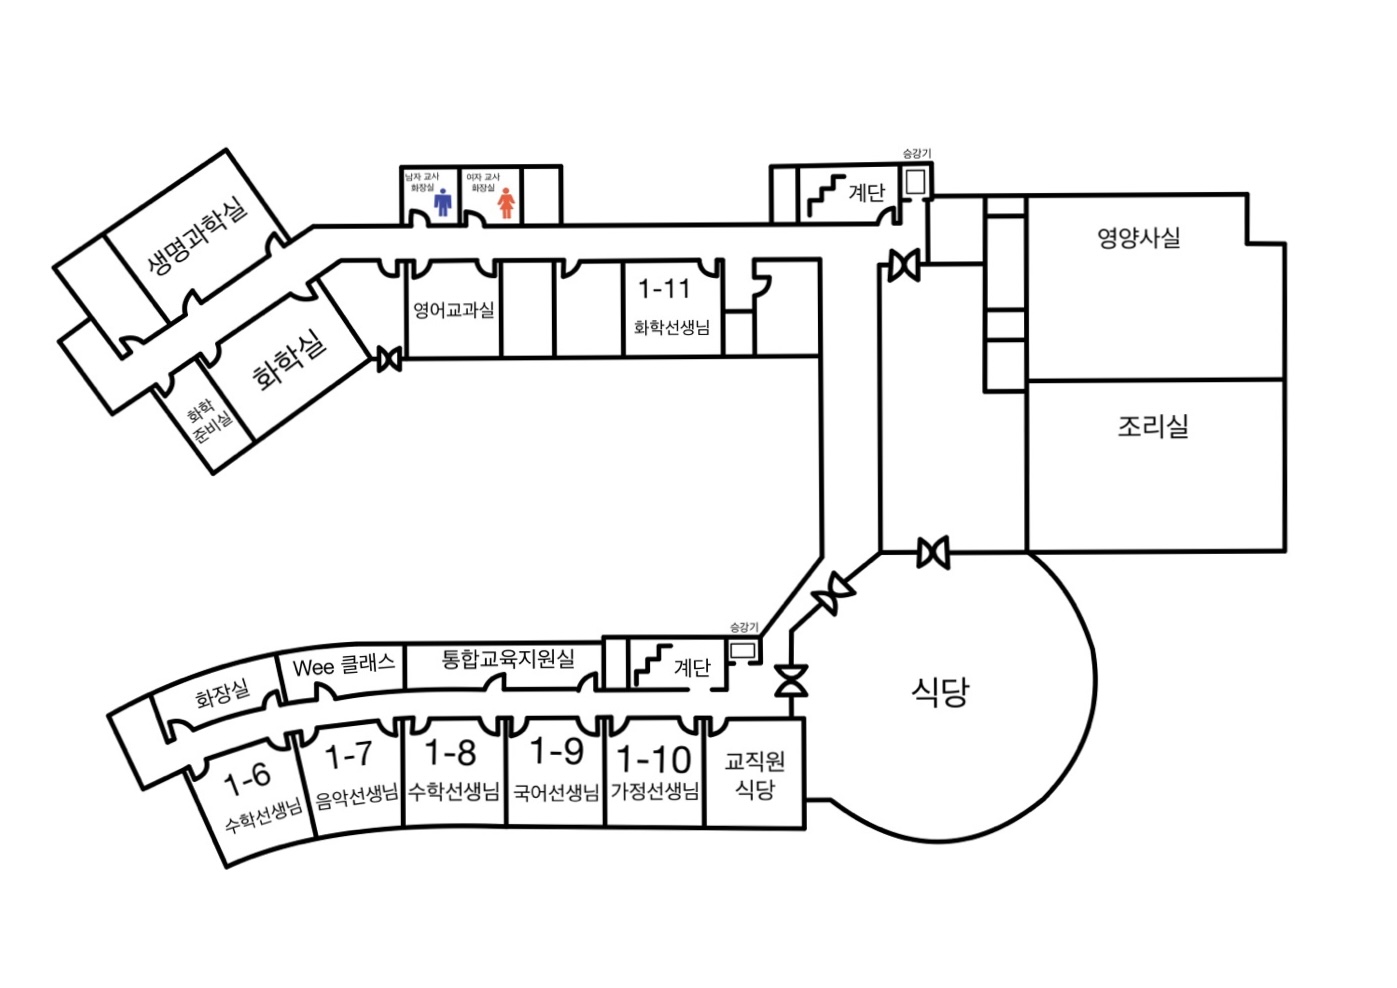 승강기
남자 교사
화장실
여자 교사
화장실
계단
생명과학실
영양사실
1-11
화학선생님
영어교과실
화학실
화학
준비실
조리실
승강기
통합교육지원실
Wee 클래스
계단
화장실
식당
1-6
수학선생님
1-7
음악선생님
1-8
수학선생님
1-9
국어선생님
1-10
가정선생님
교직원
식당